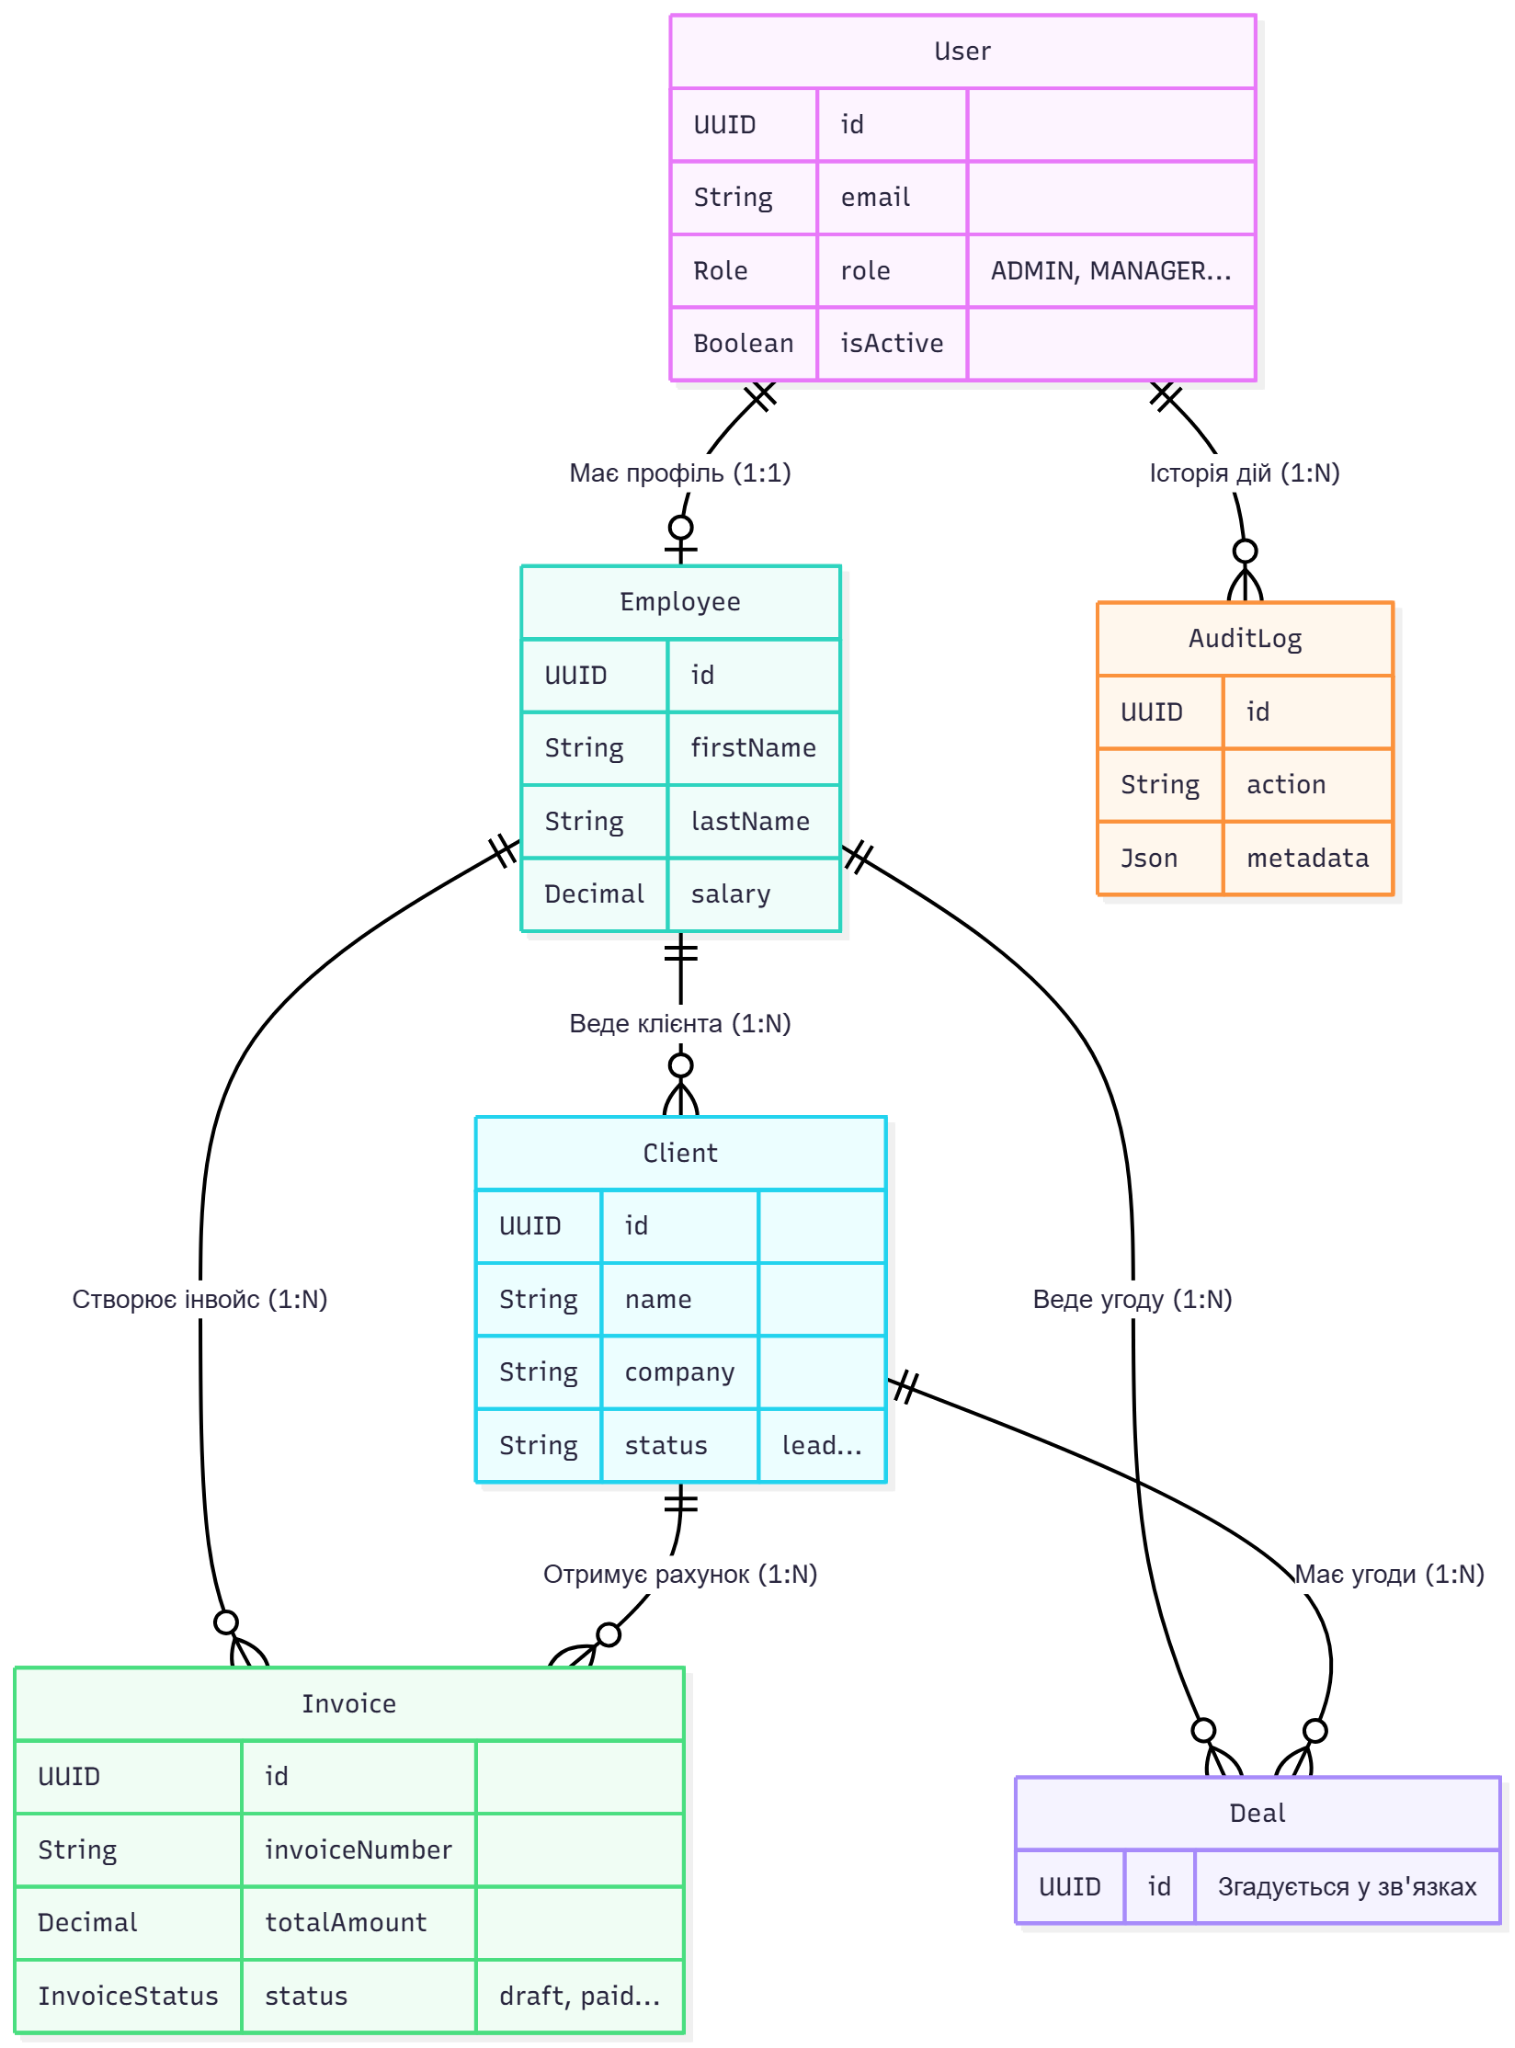 User
UUID id
String email
Role role ADMIN, MANAGER...
Boolean isActive
Має профіль (1:1)
Історія дій (1:N)
Employee
UUID id
String firstName
String lastName
Decimal salary
AuditLog
UUID id
String action
Json metadata
Веде клієнта (1:N)
Client
UUID id
String name
String company
String status lead...
Створює інвойс (1:N)
Веде угоду (1:N)
Отримує рахунок (1:N)
Має угоди (1:N)
Invoice
UUID id
String invoiceNumber
Decimal totalAmount
InvoiceStatus status draft, paid...
Deal
UUID id Згадується у зв'язках